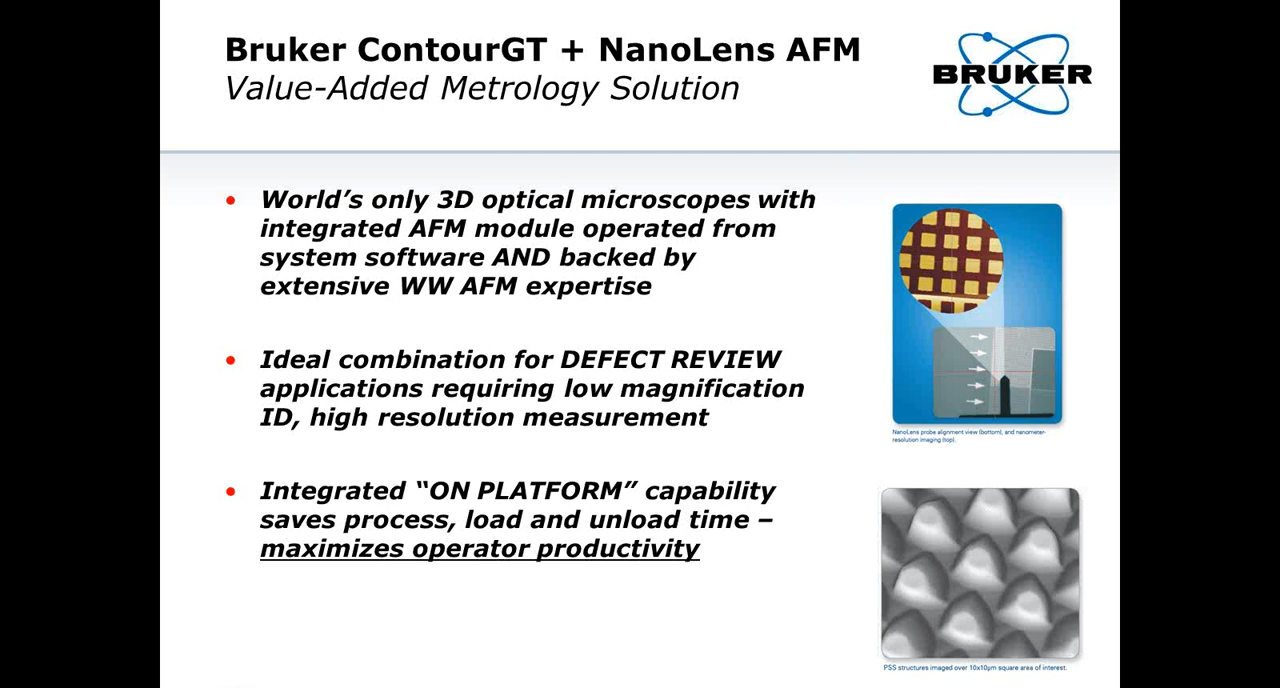 Bruker ContourGT + NanoLens AFM
Value-Added Metrology Solution
BRUKER
• World’s only 3D optical microscopes with
integrated AFM module operated from
system software AND backed by
extensive WW AFM expertise
• Ideal combination for DEFECT REVIEW
applications requiring low magnification
ID, high resolution measurement
• Integrated “ON PLATFORM” capability
saves process, load and unload time –
maximizes operator productivity
NanoLens probe alignment view (bottom), and nanometer-
resolution imaging (top).
PSS structures imaged over 10x10μm square area of interest.